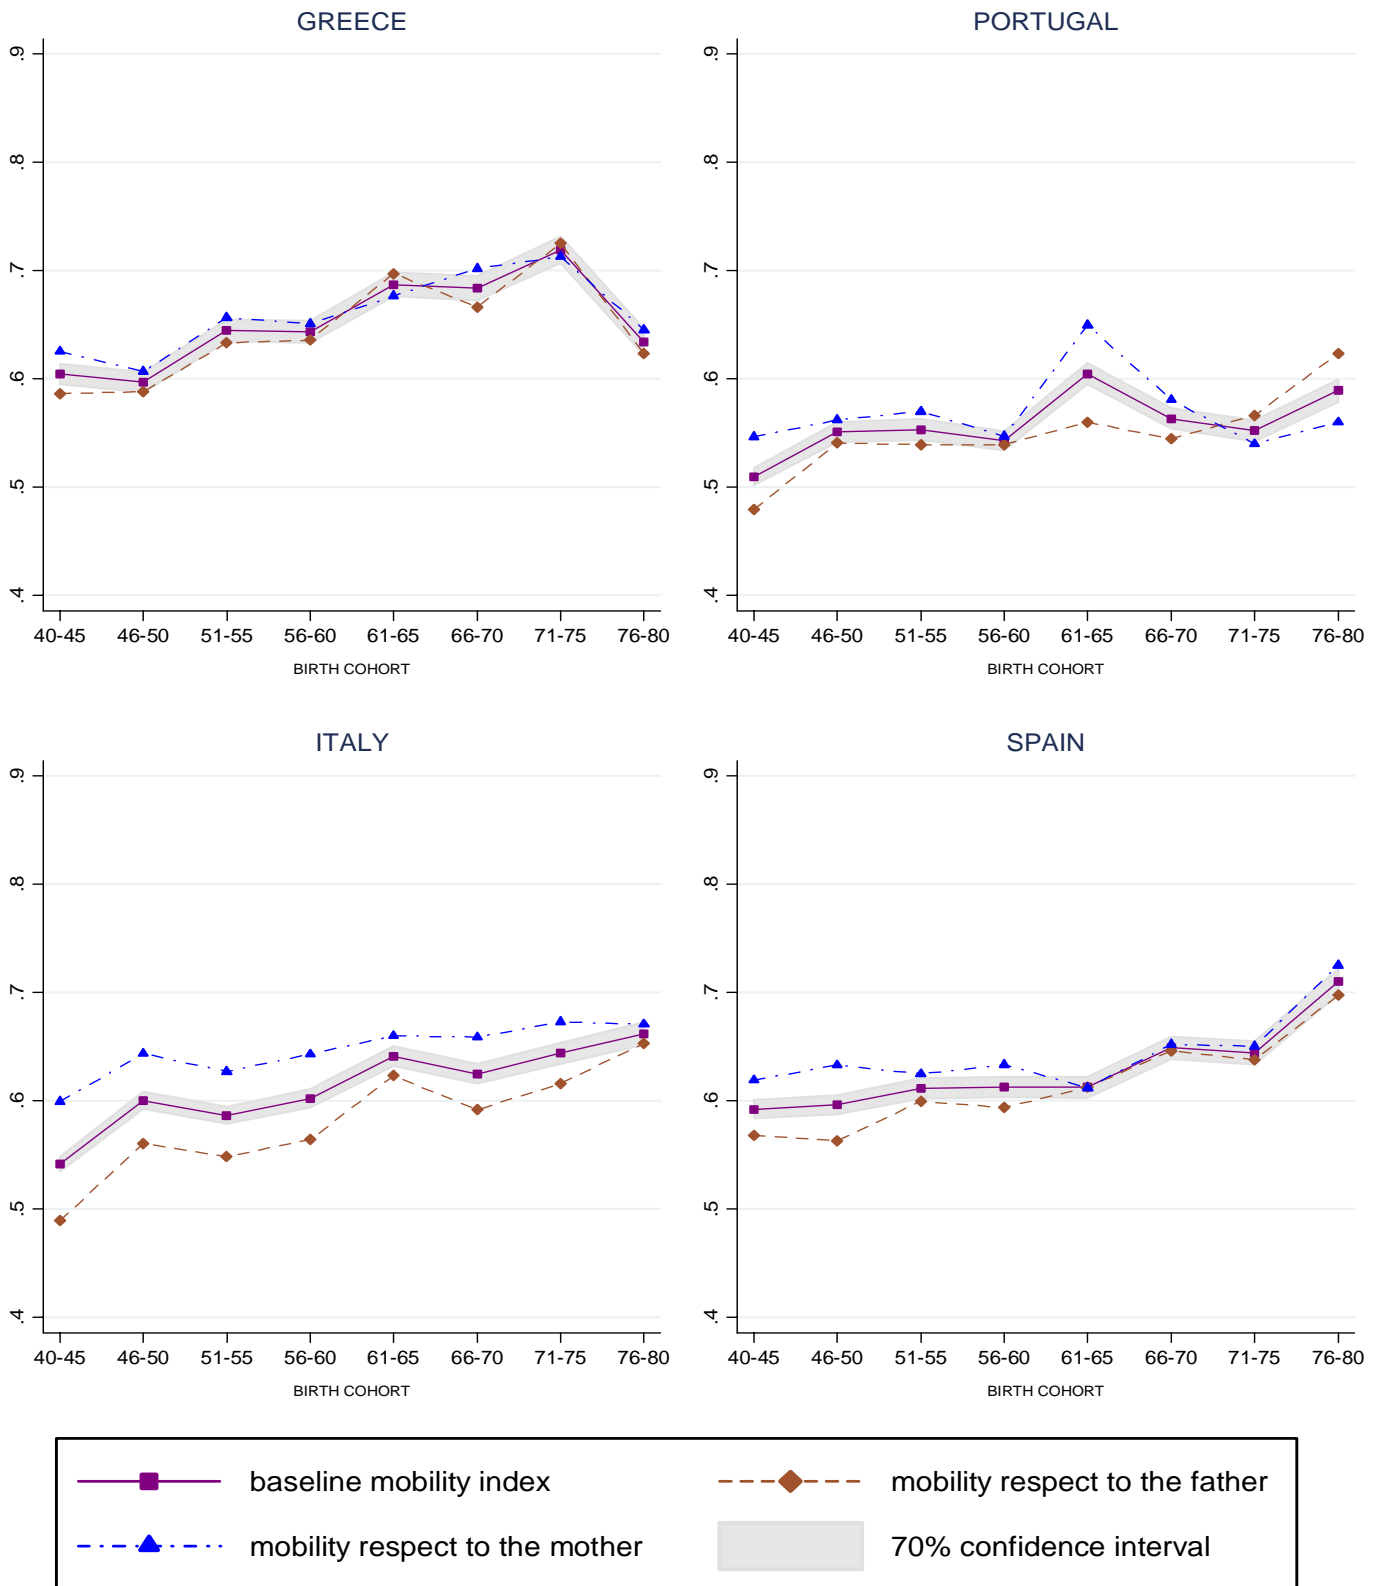 GREECE
.9
.8
.7
.6
.5
.4
40-45 46-50 51-55 56-60 61-65 66-70 71-75 76-80
BIRTH COHORT
PORTUGAL
.9
.8
.7
.6
.5
.4
40-45 46-50 51-55 56-60 61-65 66-70 71-75 76-80
BIRTH COHORT
ITALY
.9
.8
.7
.6
.5
.4
40-45 46-50 51-55 56-60 61-65 66-70 71-75 76-80
BIRTH COHORT
SPAIN
.9
.8
.7
.6
.5
.4
40-45 46-50 51-55 56-60 61-65 66-70 71-75 76-80
BIRTH COHORT
baseline mobility index
mobility respect to the father
mobility respect to the mother
70% confidence interval